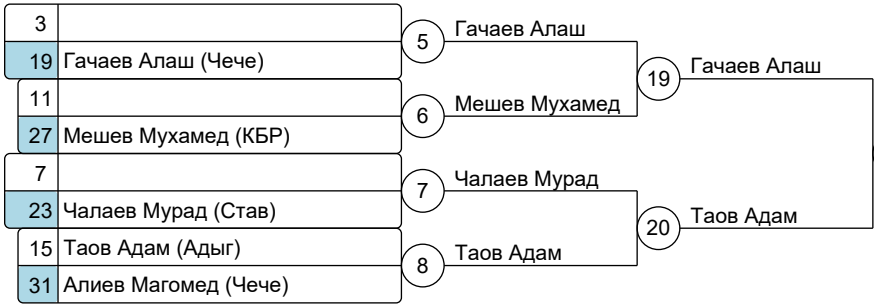 3
19 Гачаев Алаш (Чече)
5
Гачаев Алаш
11
27 Мешев Мухамед (КБР)
6
Мешев Мухамед
19
Гачаев Алаш
7
23 Чалаев Мурад (Став)
7
Чалаев Мурад
15 Таов Адам (Адыг)
31 Алиев Магомед (Чече)
8
Таов Адам
20
Таов Адам